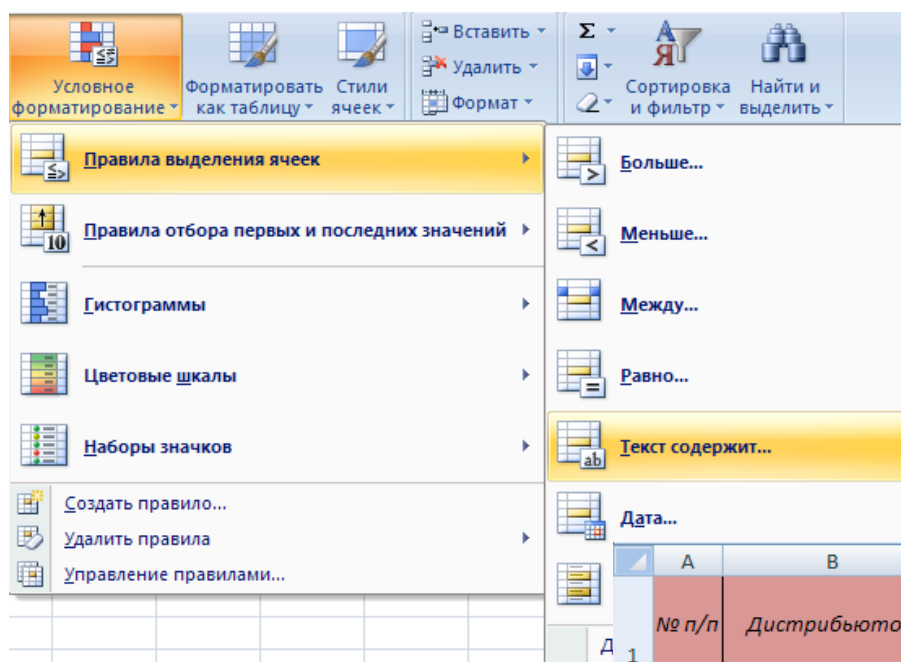 Условное форматирование
Форматировать как таблицу
Стили ячеек
Вставить
Удалить
Формат
Σ
Сортировка и фильтр
Найти и выделить
Правила выделения ячеек
Правила отбора первых и последних значений
Гистограммы
Цветовые шкалы
Наборы значков
Создать правило...
Удалить правила
Управление правилами...
Больше...
Меньше...
Между...
Равно...
Текст содержит...
Дата...
A B
№ п/п Дистрибьюто
1